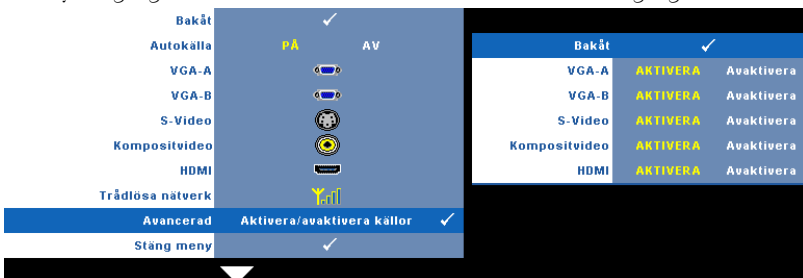 Bakåt
Autokälla PÅ AV
VGA-A
VGA-B
S-Video
Kompositvideo
HDMI
Trådlösa nätverk
Avancerad Aktivera/avaktivera källor
Stäng meny
Bakåt
VGA-A AKTIVERA Avaktivera
VGA-B AKTIVERA Avaktivera
S-Video AKTIVERA Avaktivera
Kompositvideo AKTIVERA Avaktivera
HDMI AKTIVERA Avaktivera